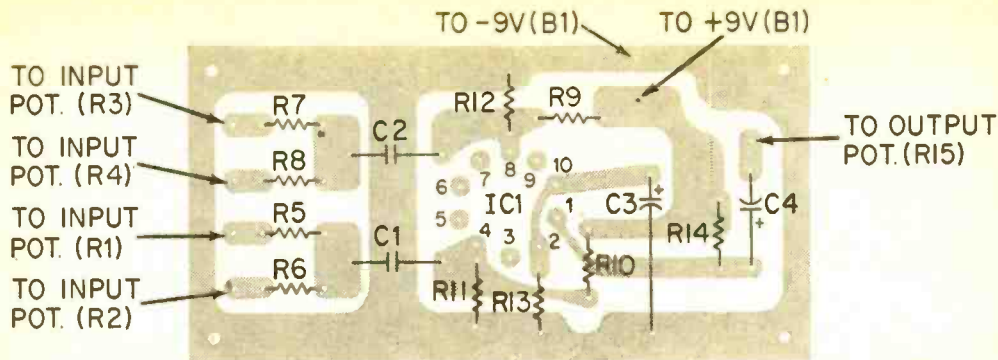 TO -9V(B1)
TO +9V(B1)
TO INPUT
POT. (R3)
TO INPUT
POT. (R4)
TO INPUT
POT. (R1)
TO INPUT
POT. (R2)
R7
R8
R5
R6
C2
C1
R12
R9
8
7
6
5
4
3
2
1
10
9
IC1
R11
R13
R10
C3
+
R14
C4
+
TO OUTPUT
POT.(R15)